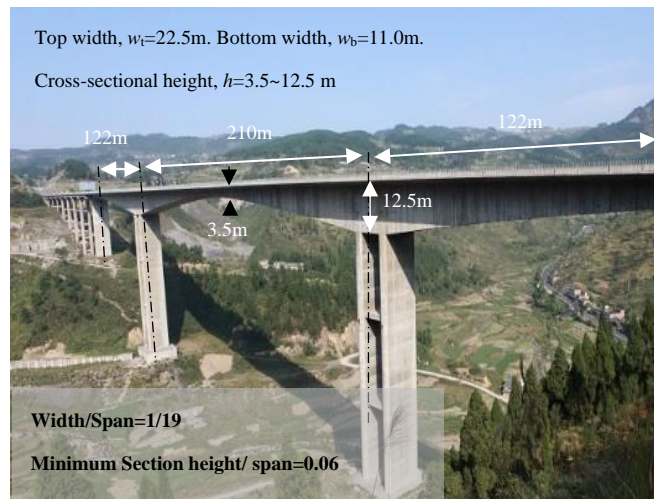 Top width, wt=22.5m. Bottom width, wb=11.0m.
Cross-sectional height, h=3.5~12.5 m
122m
210m
122m
12.5m
3.5m
Width/Span=1/19
Minimum Section height/ span=0.06